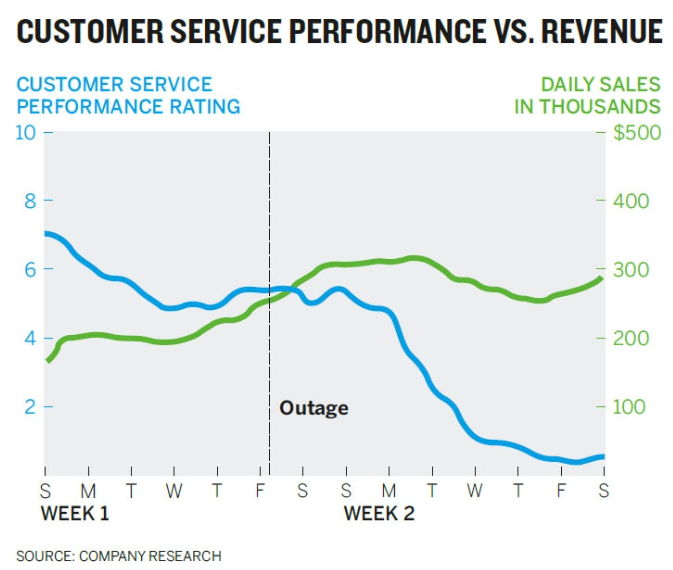 CUSTOMER SERVICE PERFORMANCE VS. REVENUE
CUSTOMER SERVICE
PERFORMANCE RATING
DAILY SALES
IN THOUSANDS
10
8
6
4
2
$500
400
300
200
100
Outage
S M T W T F S S M T W T F S
WEEK 1 WEEK 2
SOURCE: COMPANY RESEARCH